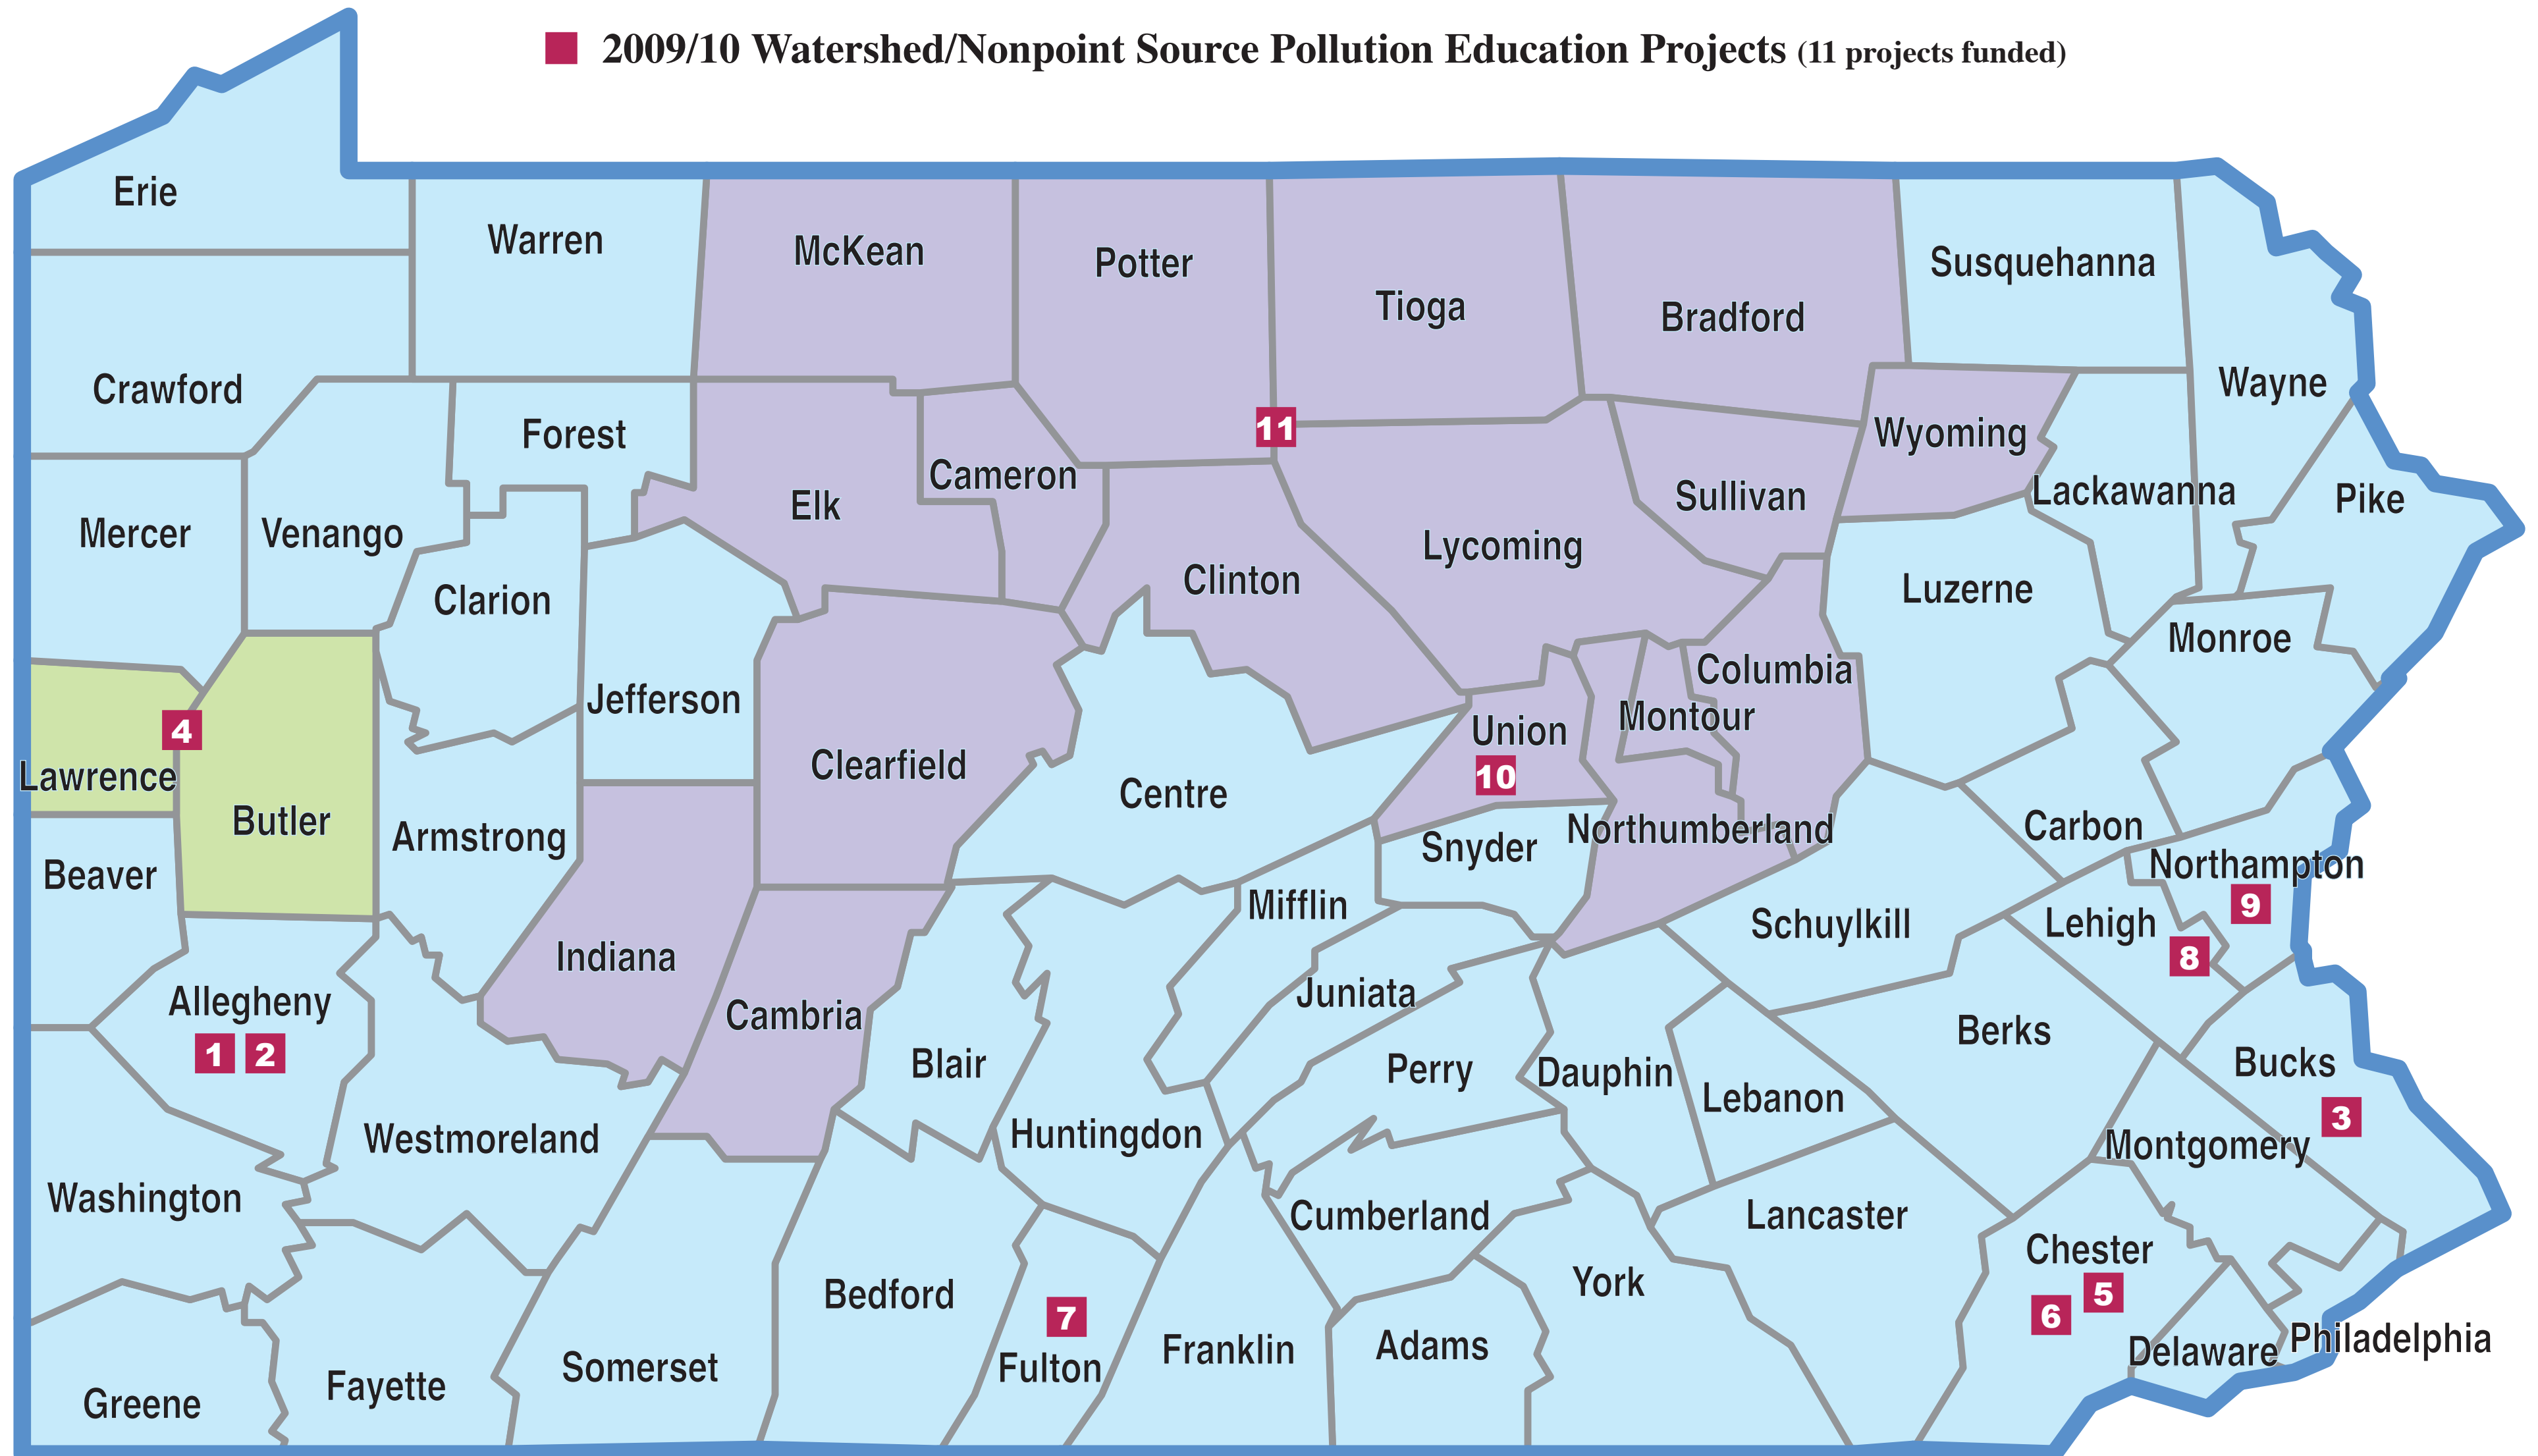 2009/10 Watershed/Nonpoint Source Pollution Education Projects (11 projects funded)
Erie
Warren
McKean
Potter
Tioga
Bradford
Susquehanna
Wayne
Crawford
Forest
11
Wyoming
Cameron
Elk
Sullivan
Lackawanna
Pike
Mercer
Venango
Lycoming
Clinton
Clarion
Luzerne
Monroe
Columbia
Jefferson
Montour
Union
4
Clearfield
10
Lawrence
Centre
Butler
Armstrong
Snyder
Northumberland
Carbon
Beaver
Northampton
Mifflin
9
Schuylkill
Lehigh
Indiana
8
Juniata
Allegheny
Cambria
Berks
1 2
Blair
Perry
Dauphin
Bucks
Lebanon
3
Westmoreland
Huntingdon
Montgomery
Washington
Cumberland
Lancaster
Chester
York
Bedford
5
6
7
Franklin
Adams
Philadelphia
Delaware
Somerset
Fulton
Fayette
Greene